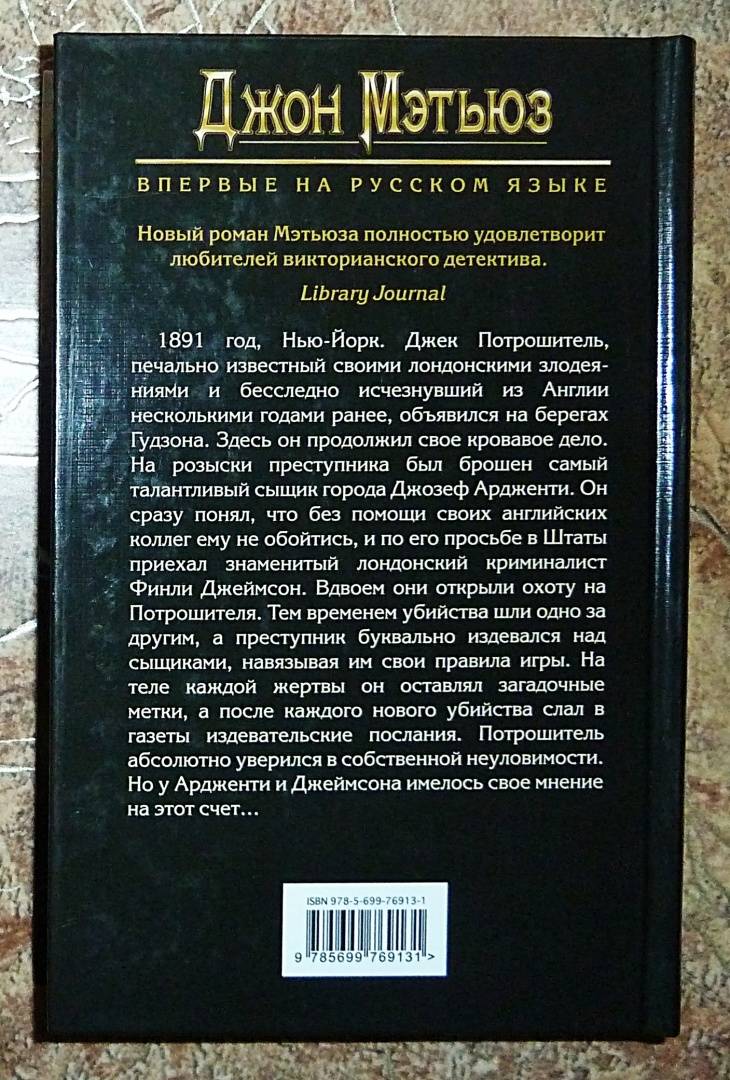 Джон Мэтьюз
ВПЕРВЫЕ НА РУССКОМ ЯЗЫКЕ
Новый роман Мэтьюза полностью удовлетворит
любителей викторианского детектива.
Library Journal
1891 год, Нью-Йорк. Джек Потрошитель,
печально известный своими лондонскими злодея-
ниями и бесследно исчезнувший из Англии
несколькими годами ранее, объявился на берегах
Гудзона. Здесь он продолжил свое кровавое дело.
На розыски преступника был брошен самый
талантливый сыщик города Джозеф Ардженти. Он
сразу понял, что без помощи своих английских
коллег ему не обойтись, и по его просьбе в Штаты
приехал знаменитый лондонский криминалист
Финли Джеймсон. Вдвоем они открыли охоту на
Потрошителя. Тем временем убийства шли одно за
другим, а преступник буквально издевался над
сыщиками, навязывая им свои правила игры. На
теле каждой жертвы он оставлял загадочные
метки, а после каждого нового убийства слал в
газеты издевательские послания. Потрошитель
абсолютно уверился в собственной неуловимости.
Но у Ардженти и Джеймсона имелось свое мнение
на этот счет...
ISBN 978-5-699-76913-1
9 785699 769131 >